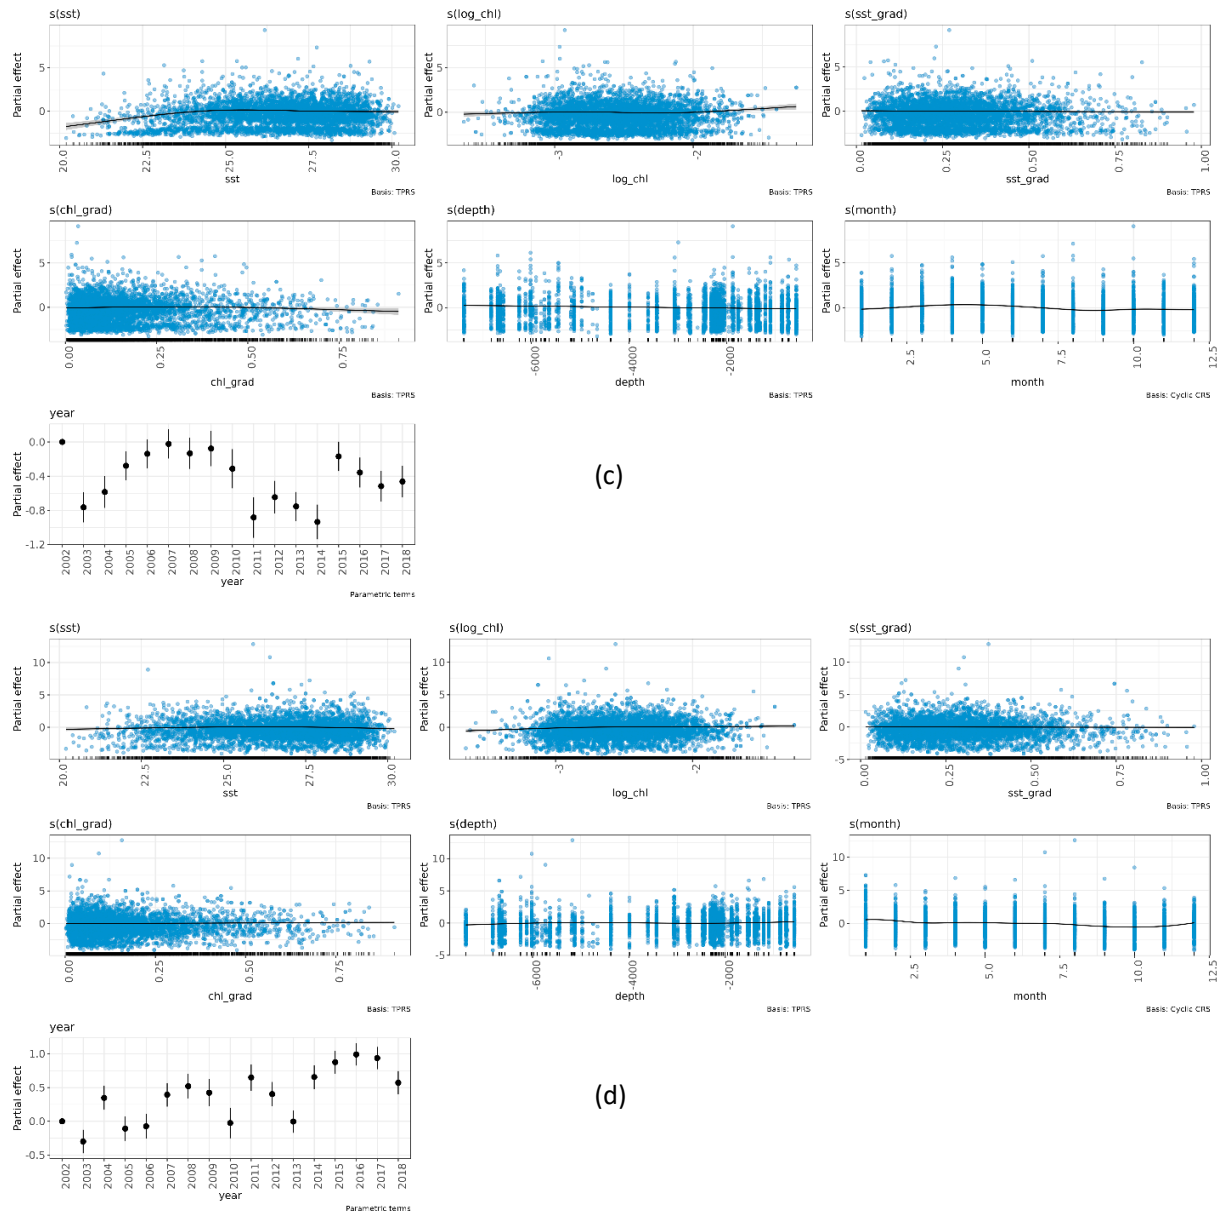 s(sst)
Partial effect
5
0
20.0
22.5
25.0
27.5
30.0
sst
Basis: TPRS
s(log_chl)
Partial effect
5
0
-3
-2
log_chl
Basis: TPRS
s(sst_grad)
Partial effect
5
0
0.00
0.25
0.50
0.75
1.00
sst_grad
Basis: TPRS
s(chl_grad)
Partial effect
5
0
0.00
0.25
0.50
0.75
chl_grad
Basis: TPRS
s(depth)
Partial effect
5
0
-6000
-4000
-2000
depth
Basis: TPRS
s(month)
Partial effect
5
0
2.5
5.0
7.5
10.0
12.5
month
Basis: Cyclic CRS
year
Partial effect
0.0
-0.4
-0.8
-1.2
2002
2003
2004
2005
2006
2007
2008
2009
2010
2011
2012
2013
2014
2015
2016
2017
2018
year
Parametric terms
(c)
s(sst)
Partial effect
10
5
0
20.0
22.5
25.0
27.5
30.0
sst
Basis: TPRS
s(log_chl)
Partial effect
10
5
0
-3
-2
log_chl
Basis: TPRS
s(sst_grad)
Partial effect
10
5
0
-5
0.00
0.25
0.50
0.75
1.00
sst_grad
Basis: TPRS
s(chl_grad)
Partial effect
10
5
0
0.00
0.25
0.50
0.75
chl_grad
Basis: TPRS
s(depth)
Partial effect
10
5
0
-5
-6000
-4000
-2000
depth
Basis: TPRS
s(month)
Partial effect
10
5
0
2.5
5.0
7.5
10.0
12.5
month
Basis: Cyclic CRS
year
Partial effect
1.0
0.5
0.0
-0.5
2002
2003
2004
2005
2006
2007
2008
2009
2010
2011
2012
2013
2014
2015
2016
2017
2018
year
Parametric terms
(d)